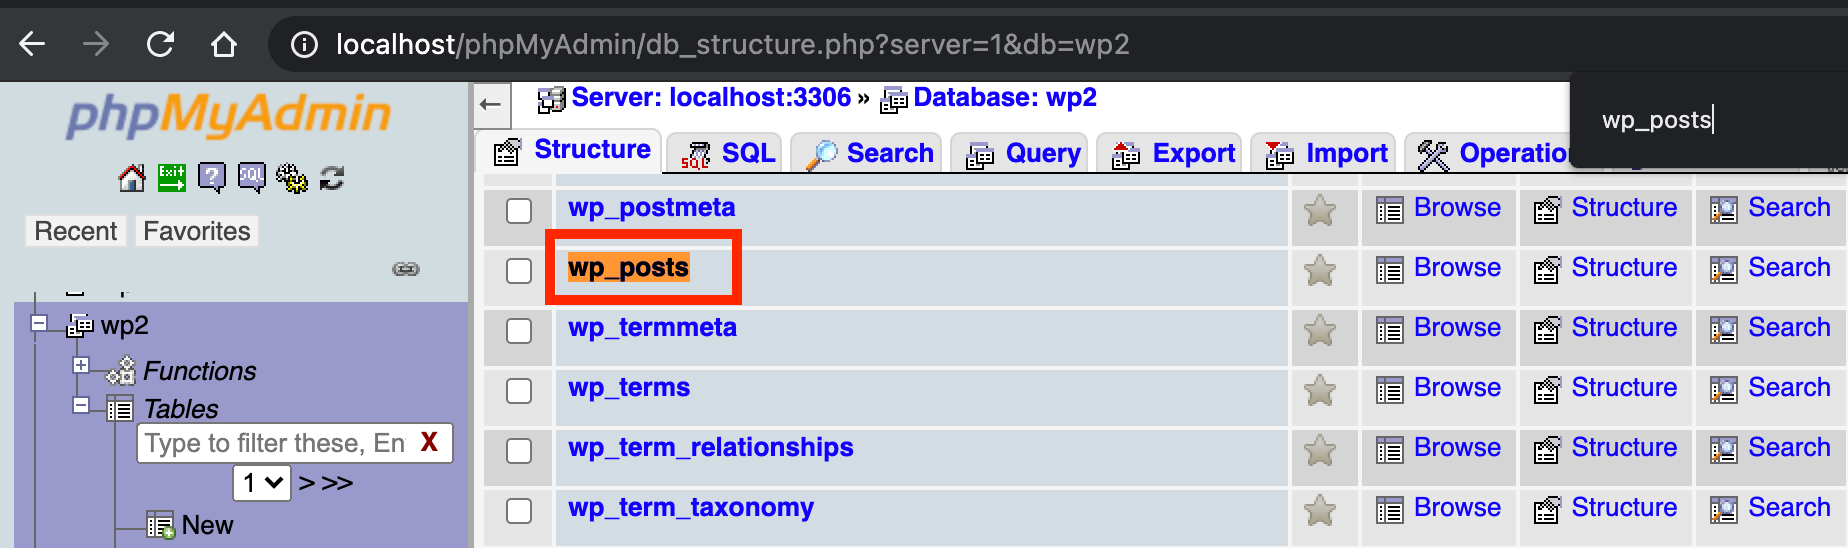 localhost/phpMyAdmin/db_structure.php?server=1&db=wp2
wp_posts
phpMyAdmin
Exit
SQL
Recent Favorites
wp2
Functions
Tables
Type to filter these, En X
1 > >>
New
Server: localhost:3306 » Database: wp2
Structure SQL Search Query Export Import Operatio
wp_postmeta Browse Structure Search
wp_posts Browse Structure Search
wp_termmeta Browse Structure Search
wp_terms Browse Structure Search
wp_term_relationships Browse Structure Search
wp_term_taxonomy Browse Structure Search